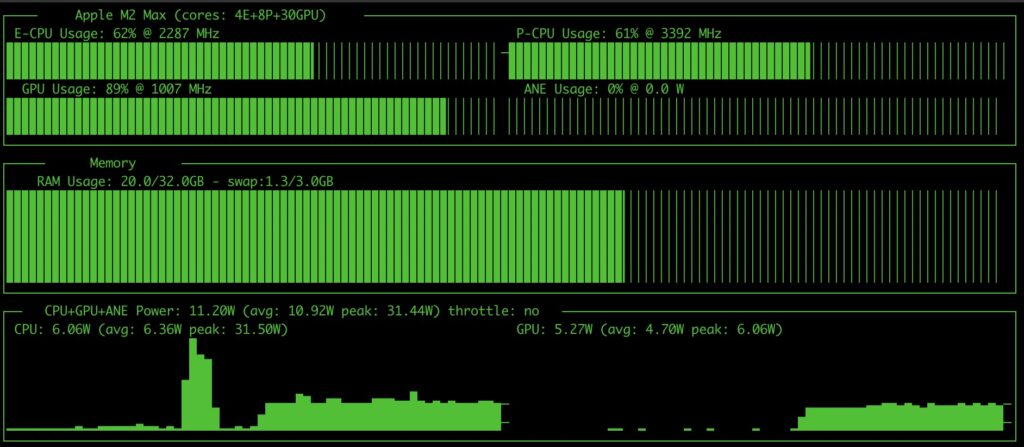 Apple M2 Max (cores: 4E+8P+30GPU)
E-CPU Usage: 62% @ 2287 MHz
P-CPU Usage: 61% @ 3392 MHz
GPU Usage: 89% @ 1007 MHz
ANE Usage: 0% @ 0.0 W
Memory
RAM Usage: 20.0/32.0GB - swap:1.3/3.0GB
CPU+GPU+ANE Power: 11.20W (avg: 10.92W peak: 31.44W) throttle: no
CPU: 6.06W (avg: 6.36W peak: 31.50W)
GPU: 5.27W (avg: 4.70W peak: 6.06W)